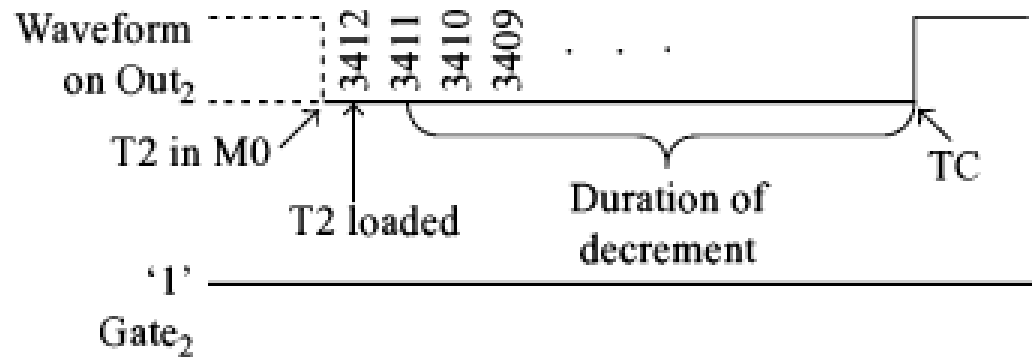 Waveform
on Out₂
3412
3411
3410
3409
. . .
T2 in M0
TC
T2 loaded
Duration of
decrement
‘1’
Gate₂